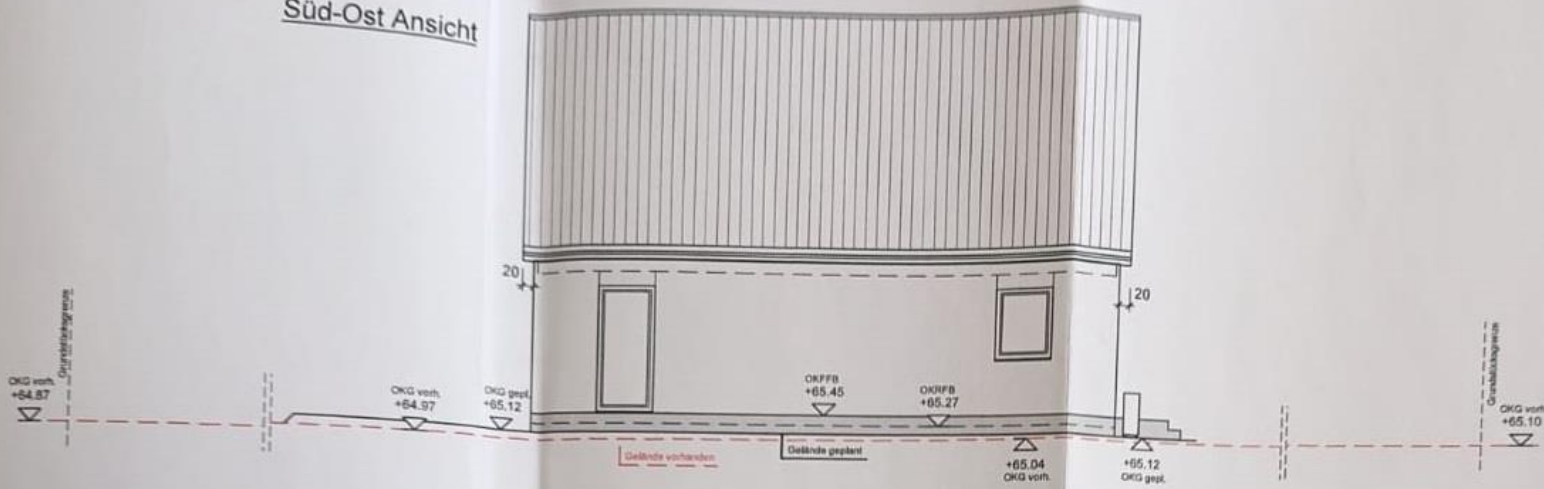 Süd-Ost Ansicht
20
20
Grundstücksgrenze
OKG vorh.
+64.87
OKG vorh.
+64.97
OKG gepl.
+65.12
OKFFB
+65.45
OKRFB
+65.27
Grundstücksgrenze
OKG vorh.
+65.10
Gelände vorhanden
Gelände geplant
+65.04
OKG vorh.
+65.12
OKG gepl.